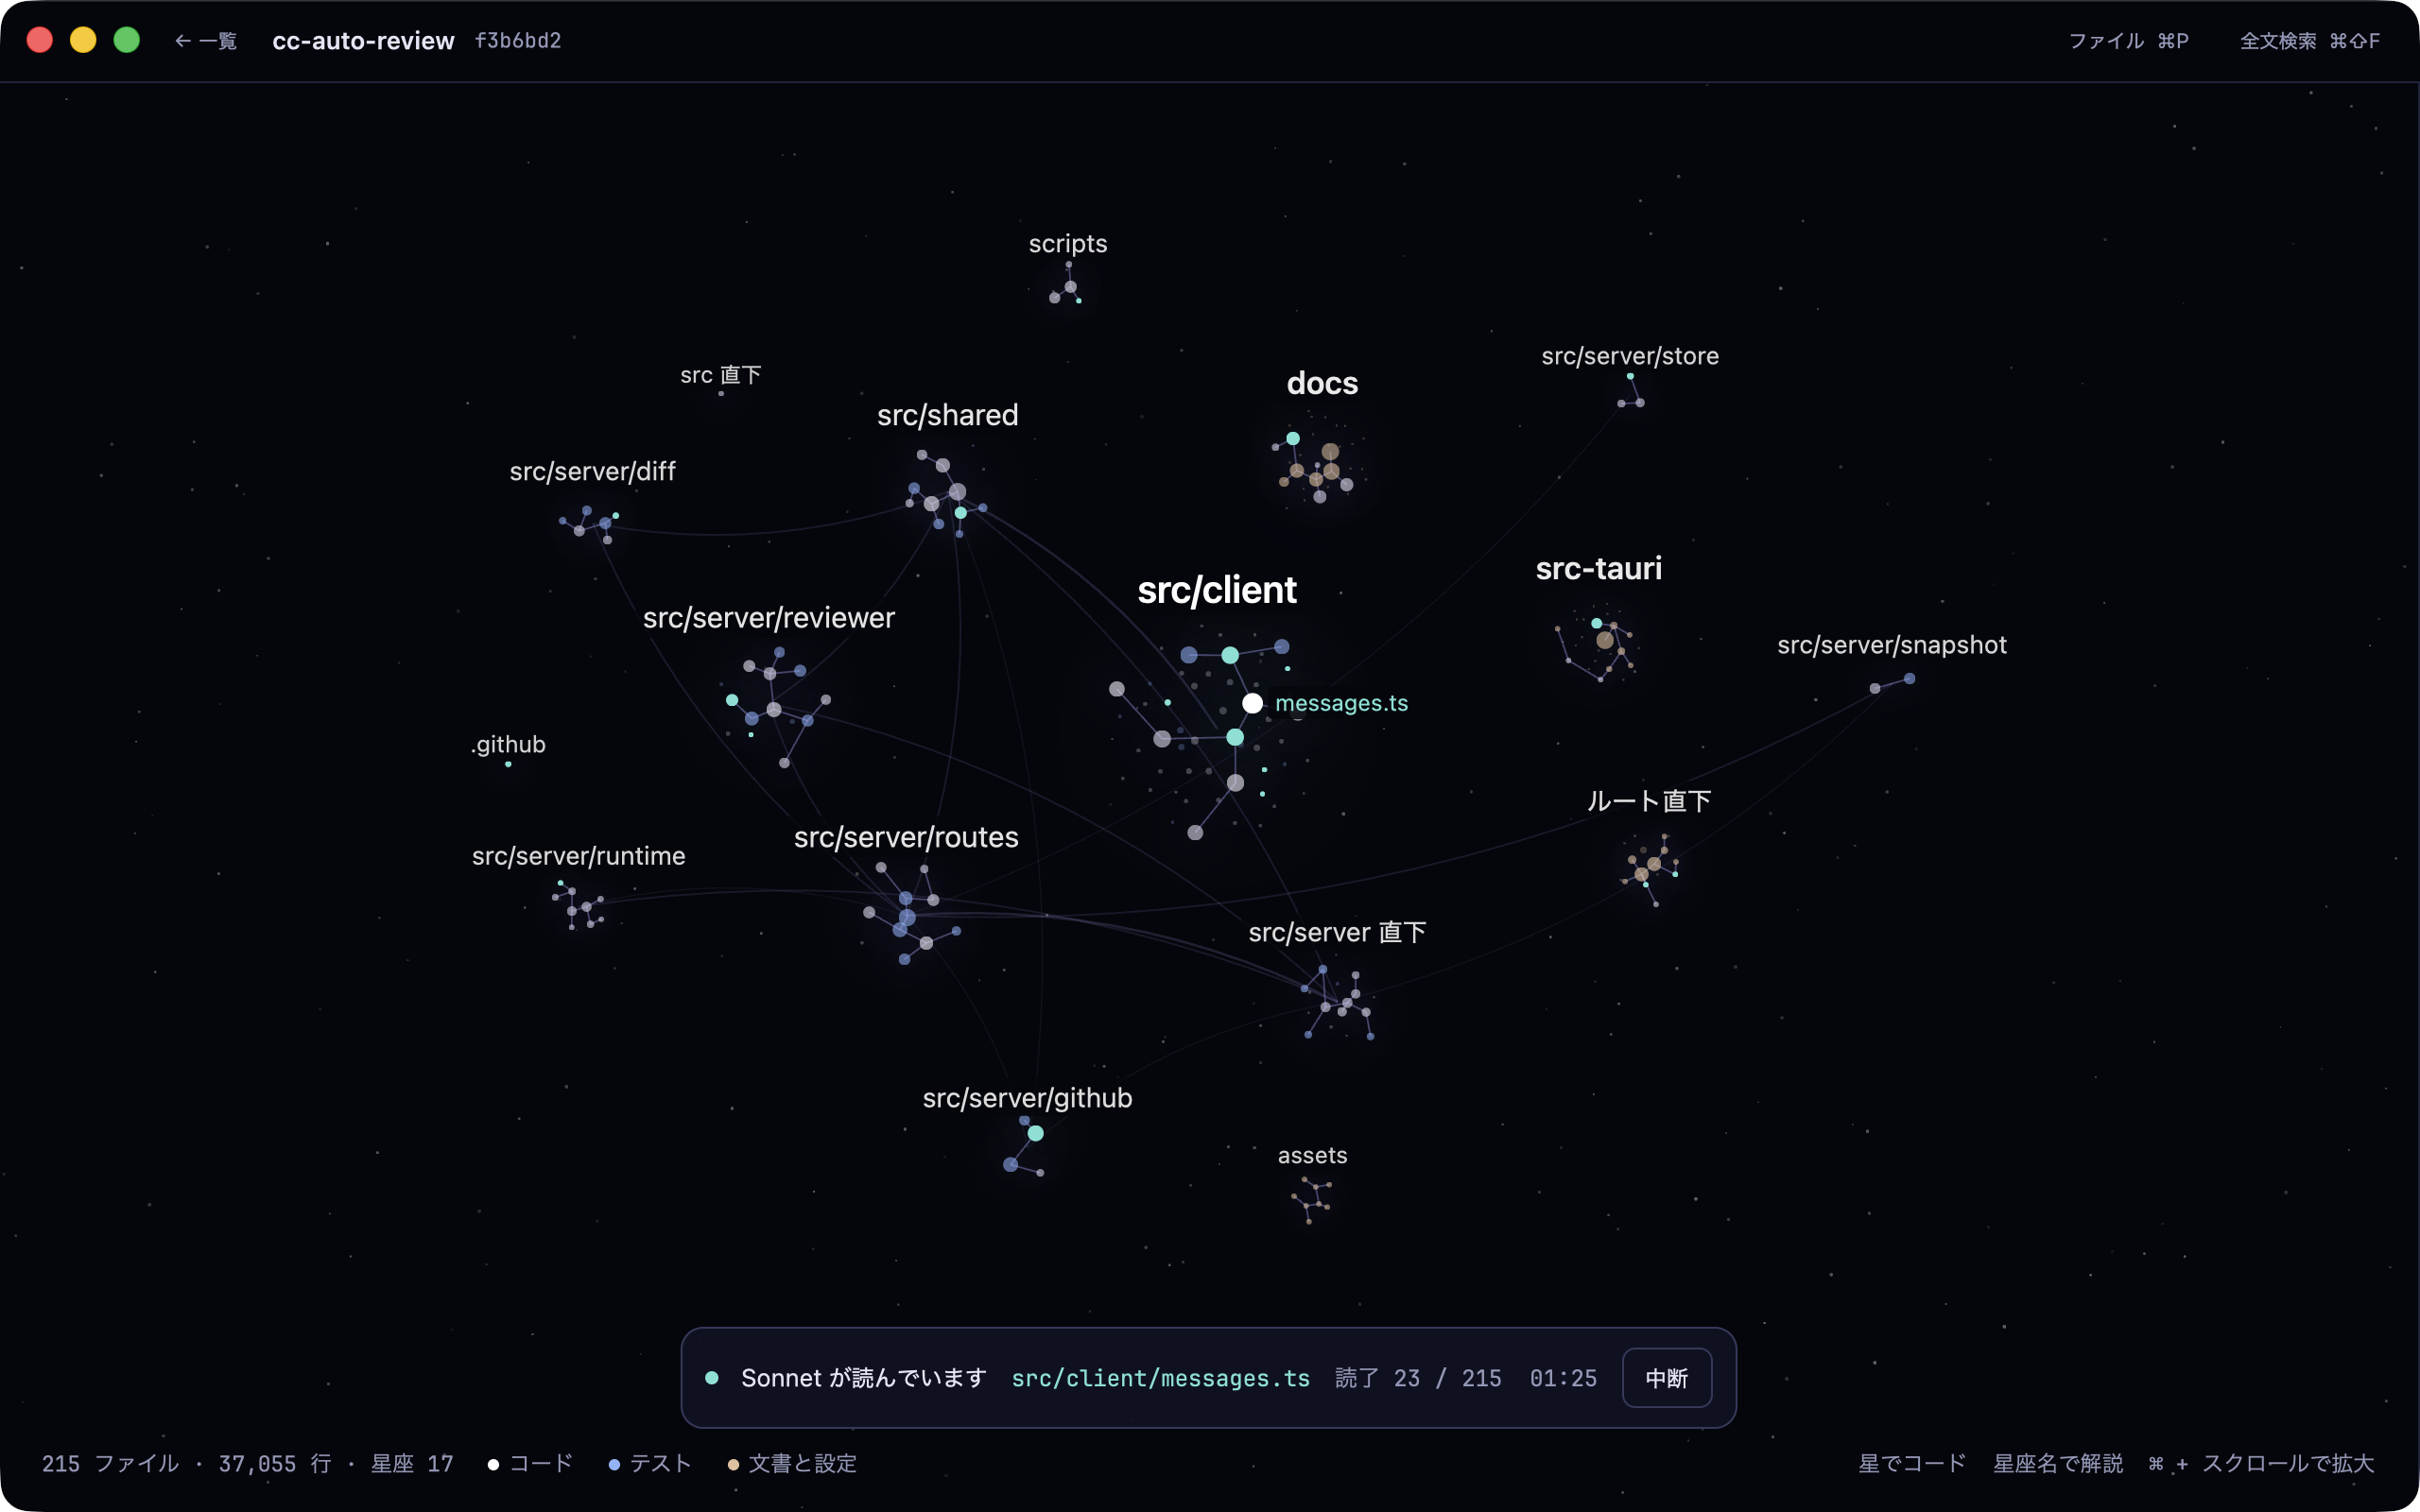 ← 一覧 cc-auto-review f3b6bd2 ファイル ⌘P 全文検索 ⌘⇧F
scripts
src/server/store
src 直下
docs
src/shared
src/server/diff
src-tauri
src/client
src/server/reviewer
src/server/snapshot
messages.ts
.github
ルート直下
src/server/routes
src/server/runtime
src/server 直下
src/server/github
assets
Sonnet が読んでいます src/client/messages.ts 読了 23 / 215 01:25 中断
215 ファイル · 37,055 行 · 星座 17 コード テスト 文書と設定 星でコード 星座名で解説 ⌘ + スクロールで拡大